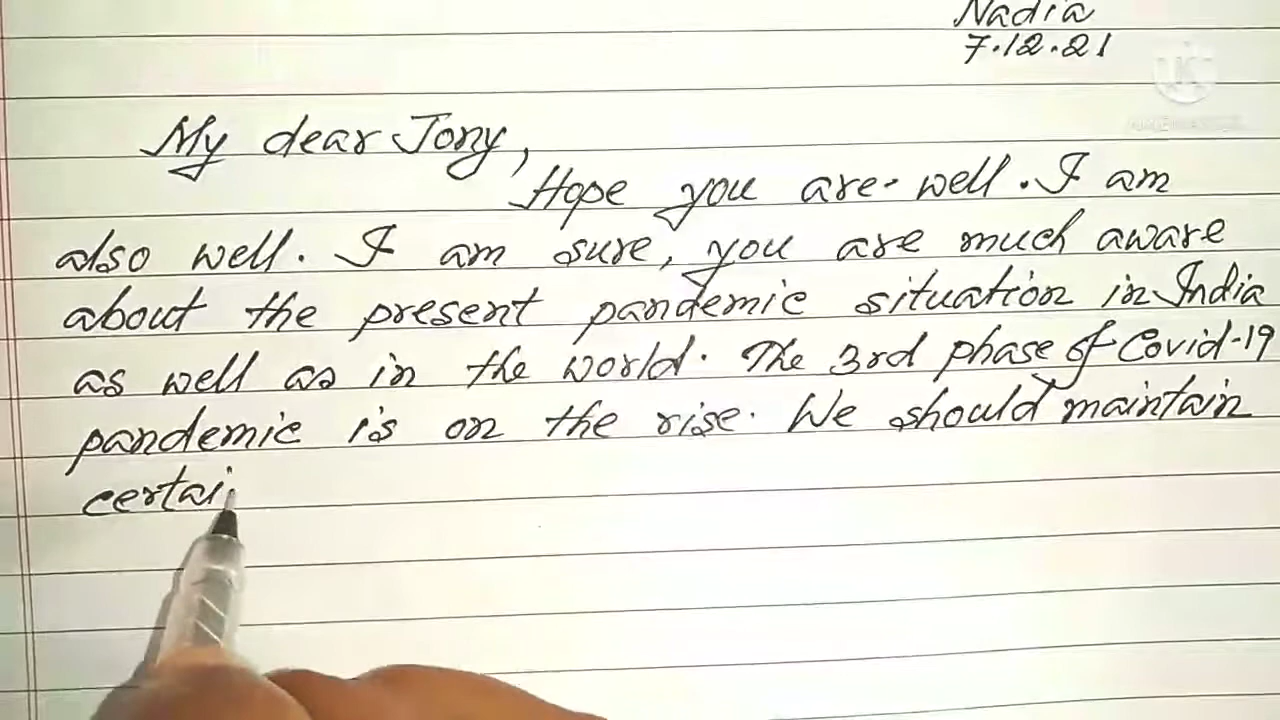 Nadia
7.12.21
My dear Jony,
Hope you are well. I am
also well. I am sure, you are much aware
about the present pandemic situation in India
as well as in the world. The 3rd phase of Covid-19
pandemic is on the rise. We should maintain
certai